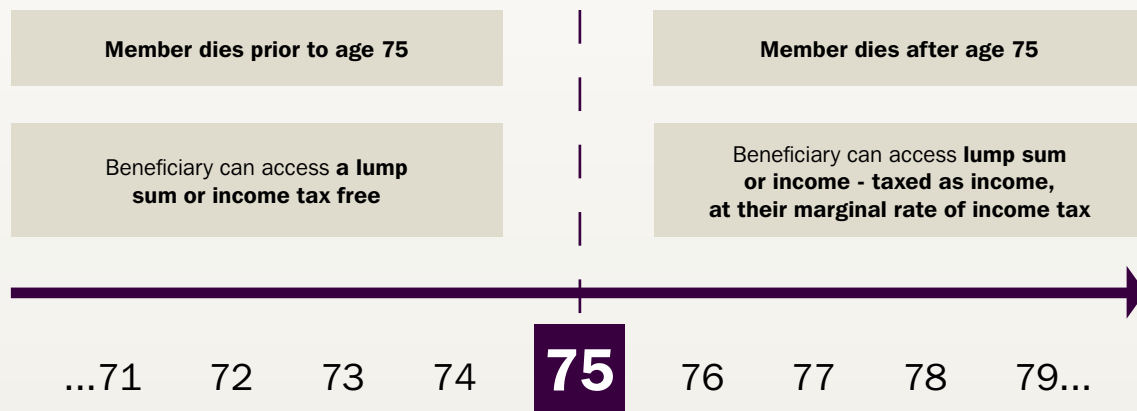 Member dies prior to age 75
Member dies after age 75
Beneficiary can access a lump
sum or income tax free
Beneficiary can access lump sum
or income - taxed as income,
at their marginal rate of income tax
...71 72 73 74 75 76 77 78 79...